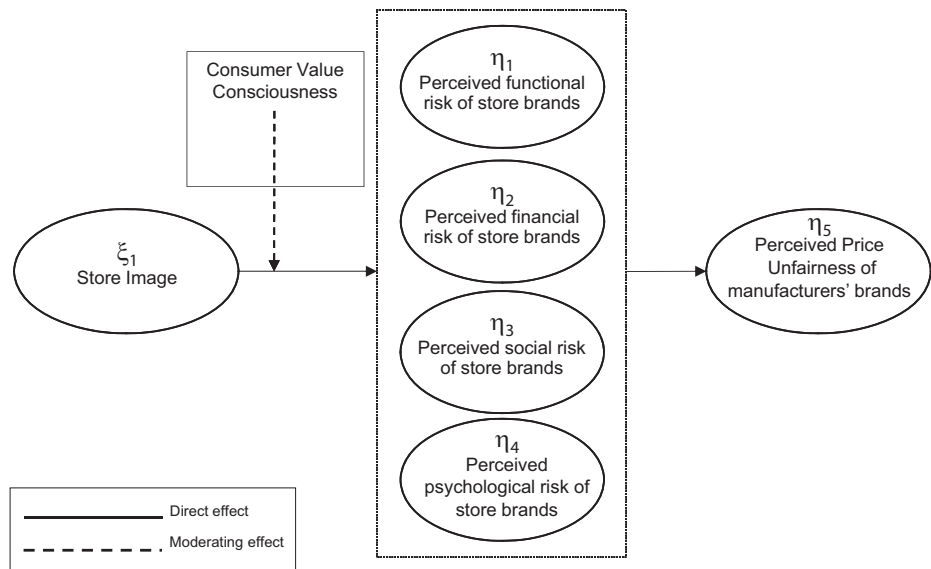 Consumer Value
Consciousness
η1
Perceived functional
risk of store brands
η2
Perceived financial
risk of store brands
ξ1
Store Image
η5
Perceived Price
Unfairness of
manufacturers’ brands
η3
Perceived social risk
of store brands
η4
Perceived
psychological risk of
store brands
Direct effect
Moderating effect